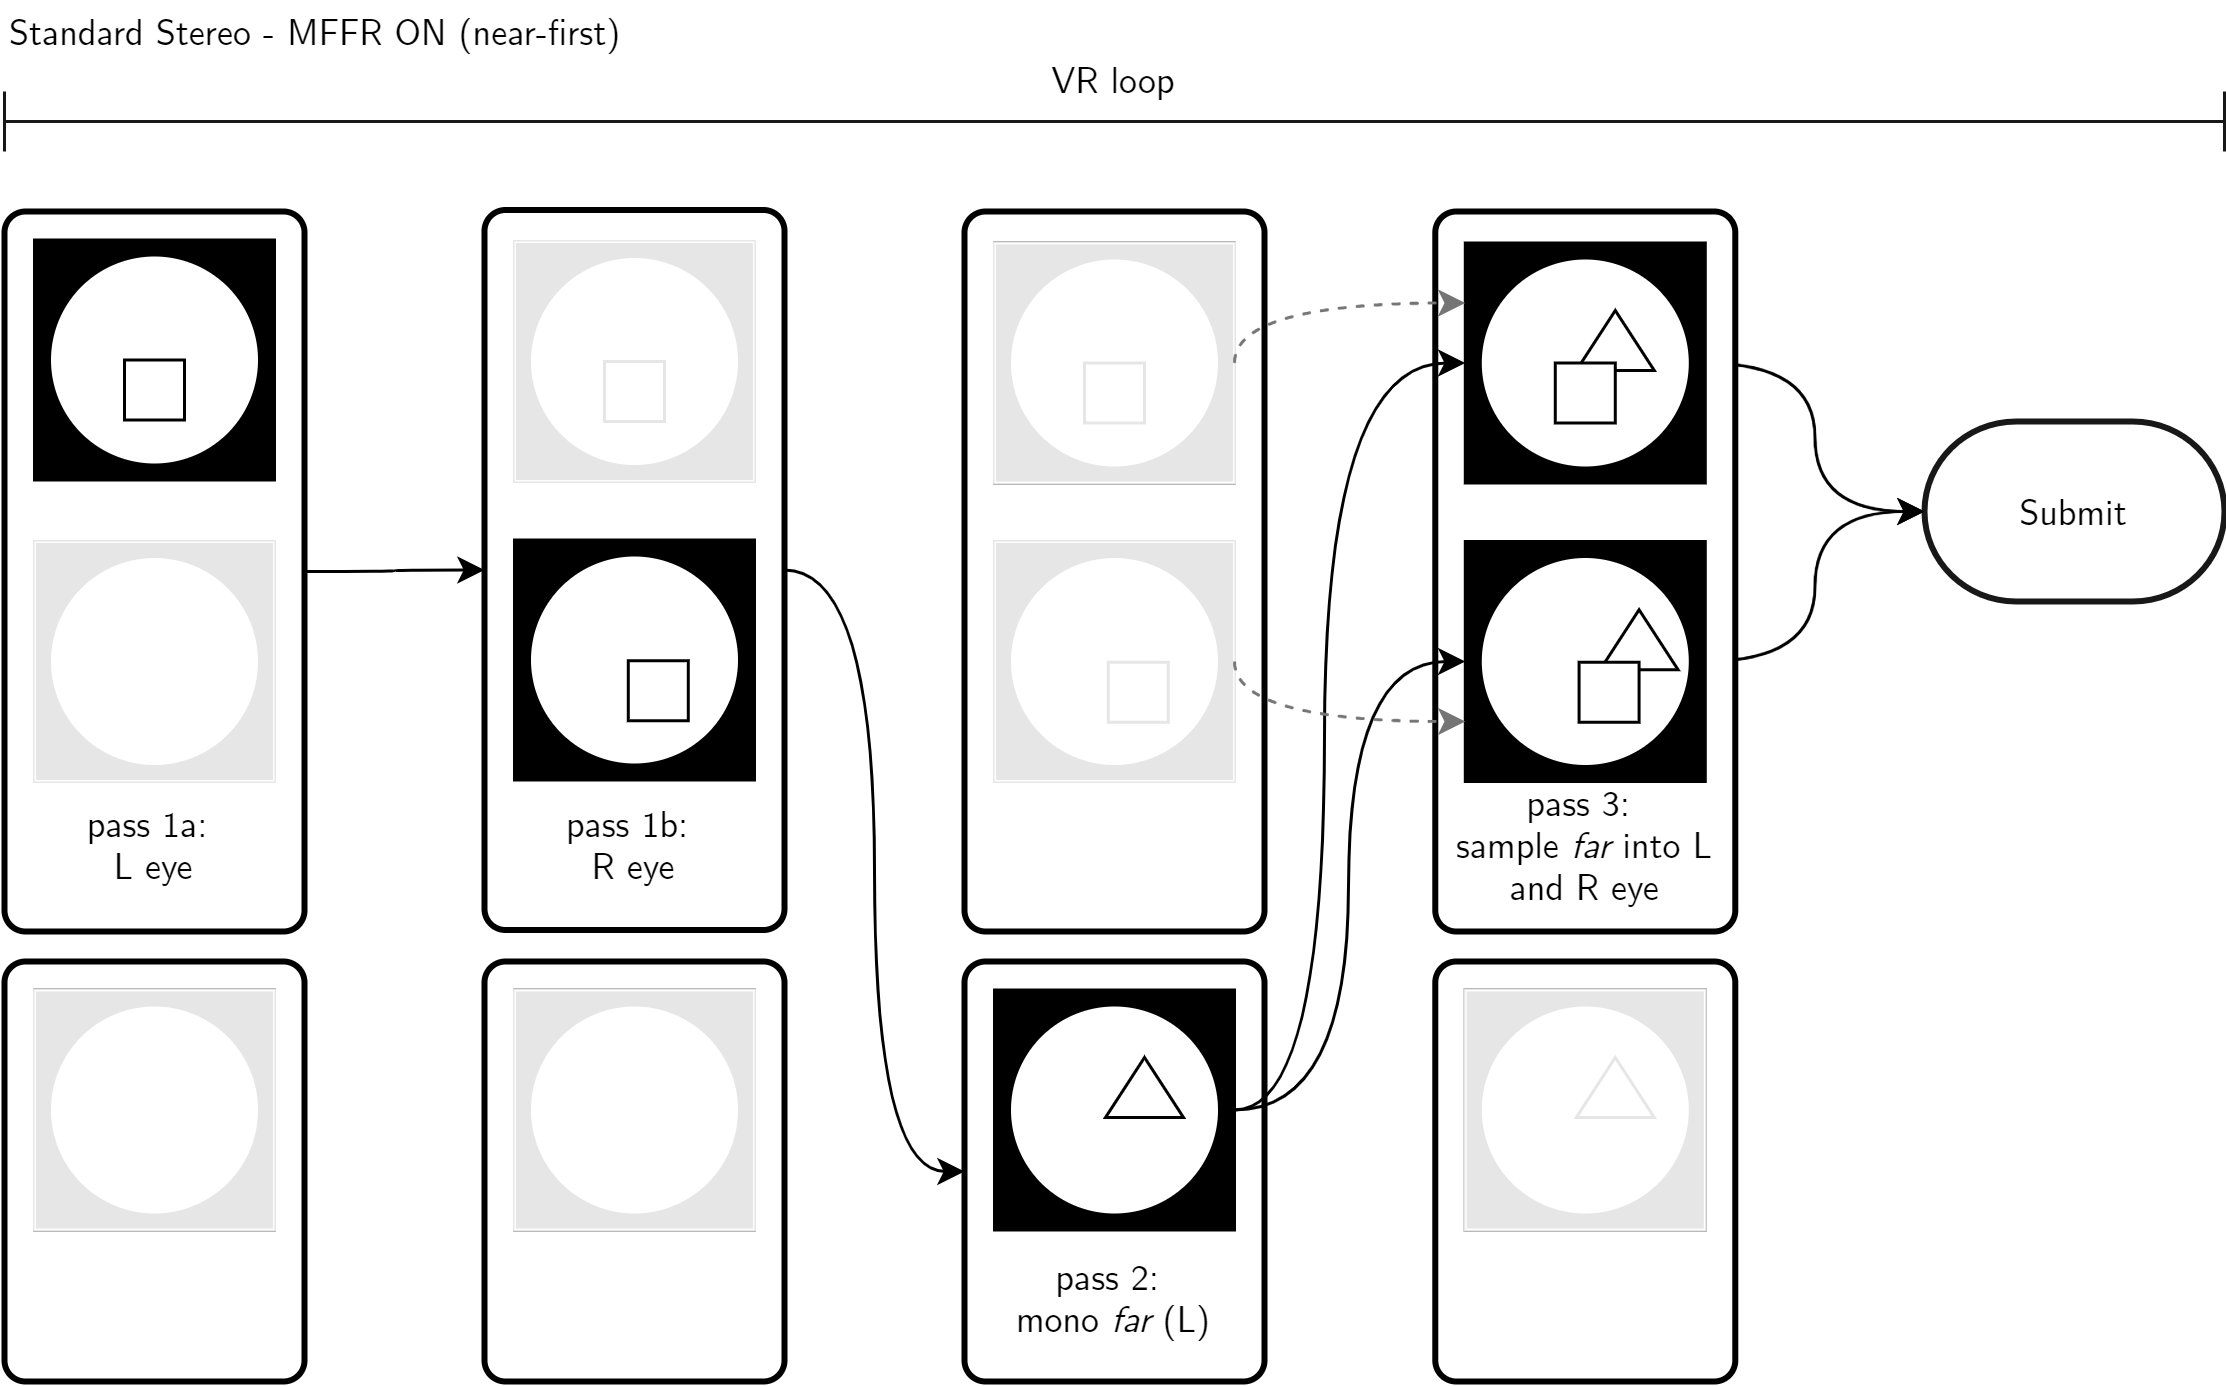 Standard Stereo - MFFR ON (near-first)
VR loop
pass 1a:
L eye
pass 1b:
R eye
pass 2:
mono far (L)
pass 3:
sample far into L
and R eye
Submit